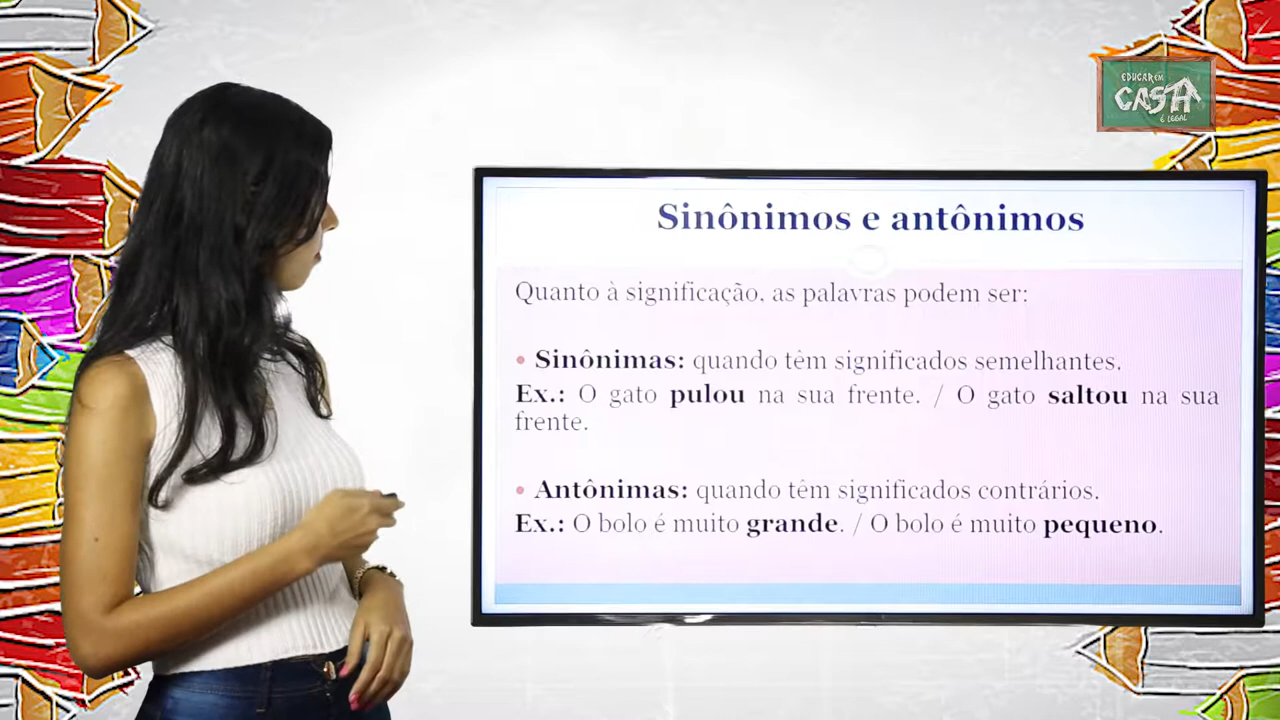 EDUCAR EM
CASA
É LEGAL
Sinônimos e antônimos
Quanto à significação, as palavras podem ser:
• Sinônimas: quando têm significados semelhantes.
Ex.: O gato pulou na sua frente. / O gato saltou na sua
frente.
• Antônimas: quando têm significados contrários.
Ex.: O bolo é muito grande. / O bolo é muito pequeno.